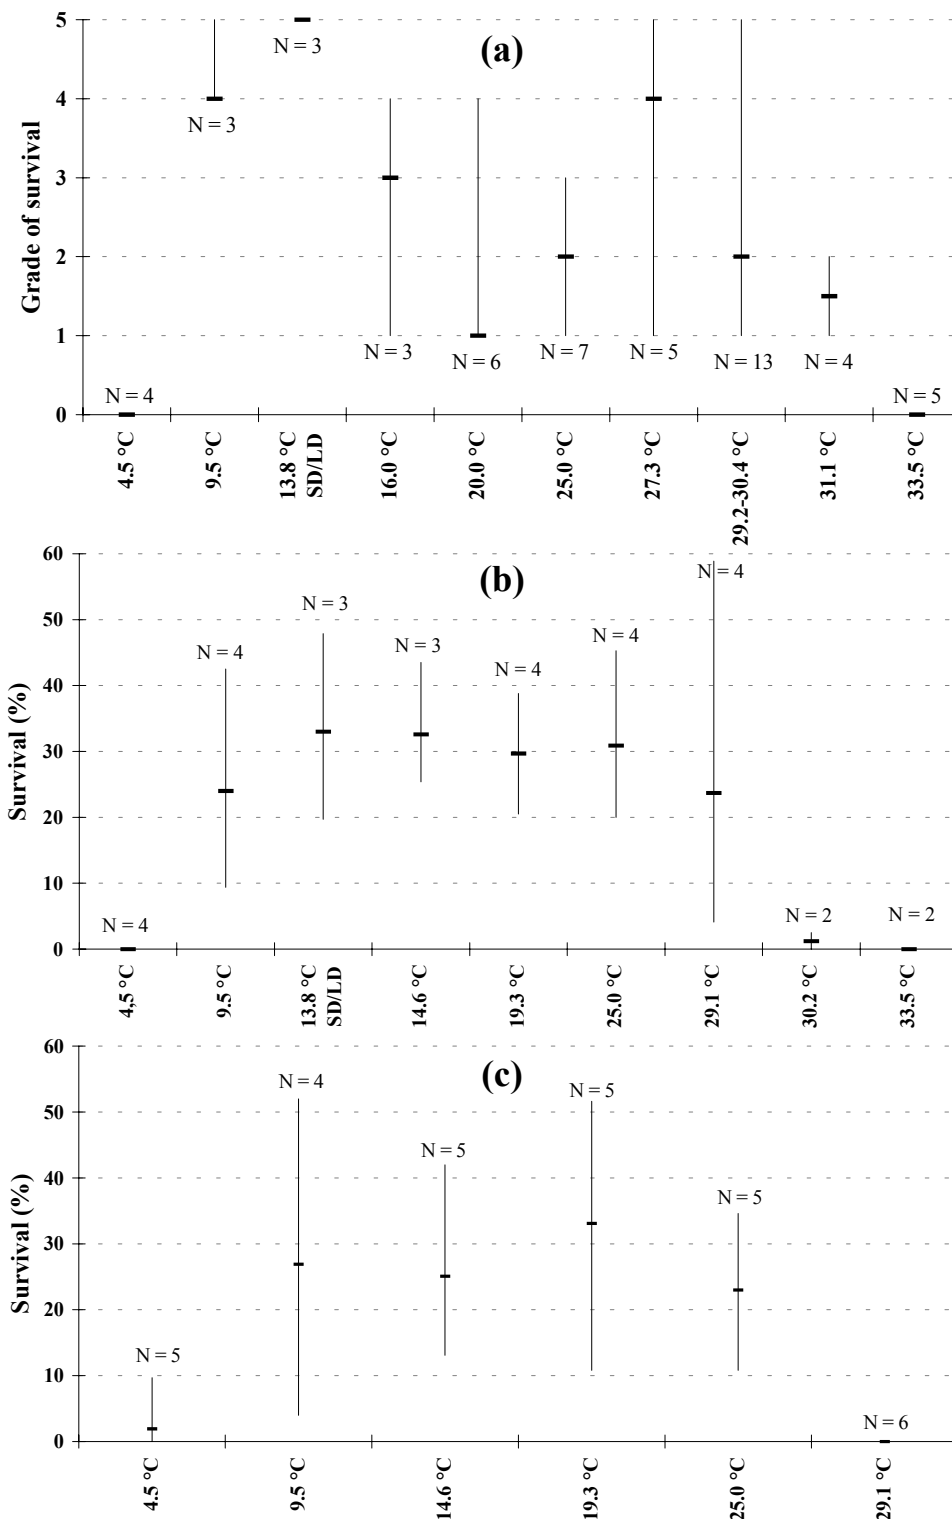 (a)
Grade of survival
5
4
3
2
1
0
N = 4
N = 3
N = 3
N = 3
N = 6
N = 7
N = 5
N = 13
N = 4
N = 5
4.5 °C
9.5 °C
13.8 °C
SD/LD
16.0 °C
20.0 °C
25.0 °C
27.3 °C
29.2-30.4 °C
31.1 °C
33.5 °C
(b)
Survival (%)
60
50
40
30
20
10
0
N = 4
N = 4
N = 3
N = 3
N = 4
N = 4
N = 4
N = 2
N = 2
4,5 °C
9.5 °C
13.8 °C
SD/LD
14.6 °C
19.3 °C
25.0 °C
29.1 °C
30.2 °C
33.5 °C
(c)
Survival (%)
60
50
40
30
20
10
0
N = 5
N = 4
N = 5
N = 5
N = 5
N = 6
4.5 °C
9.5 °C
14.6 °C
19.3 °C
25.0 °C
29.1 °C